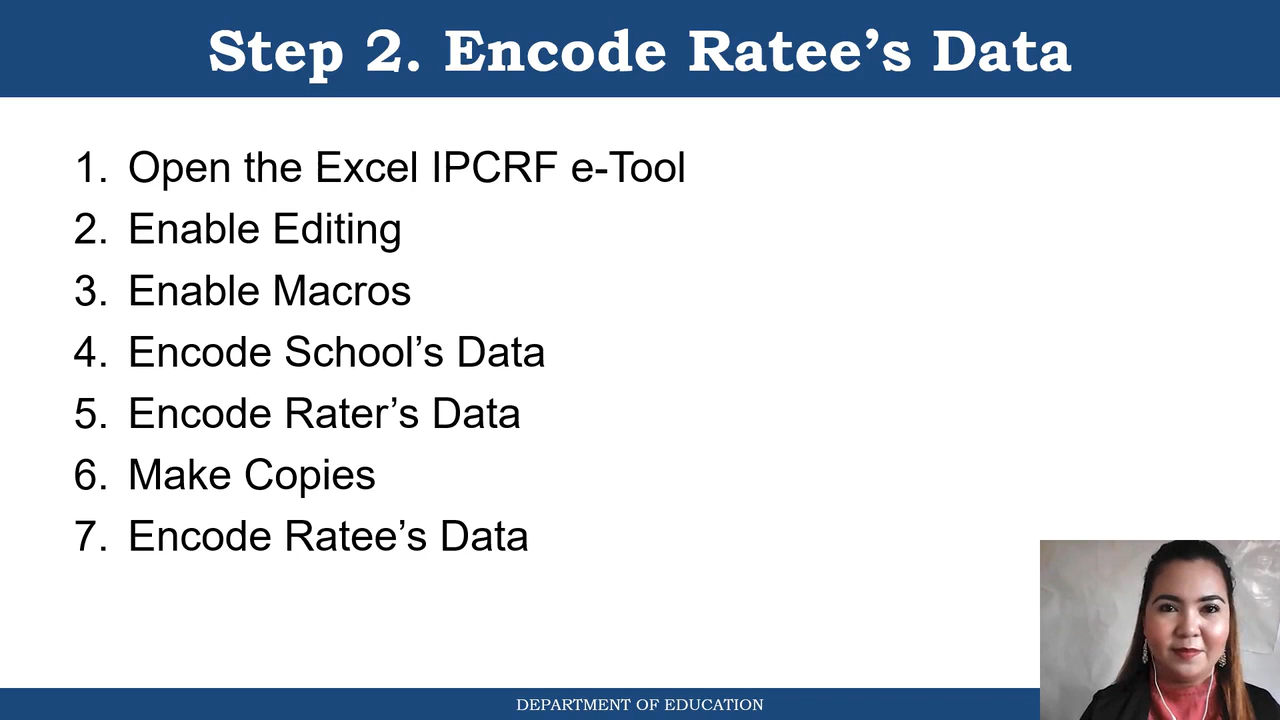 Step 2. Encode Ratee’s Data
1. Open the Excel IPCRF e-Tool
2. Enable Editing
3. Enable Macros
4. Encode School’s Data
5. Encode Rater’s Data
6. Make Copies
7. Encode Ratee’s Data
DEPARTMENT OF EDUCATION